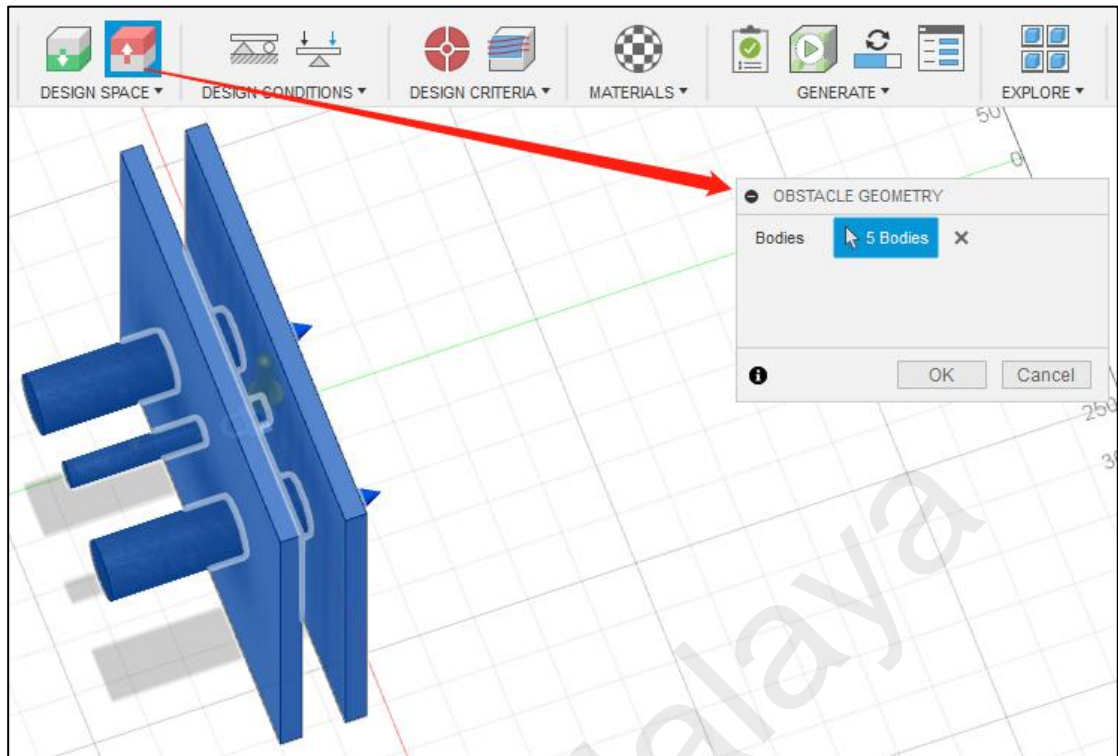 DESIGN SPACE ▾ DESIGN CONDITIONS ▾ DESIGN CRITERIA ▾ MATERIALS ▾ GENERATE ▾ EXPLORE ▾
50
0
OBSTACLE GEOMETRY
Bodies 5 Bodies
OK Cancel
250
alaya